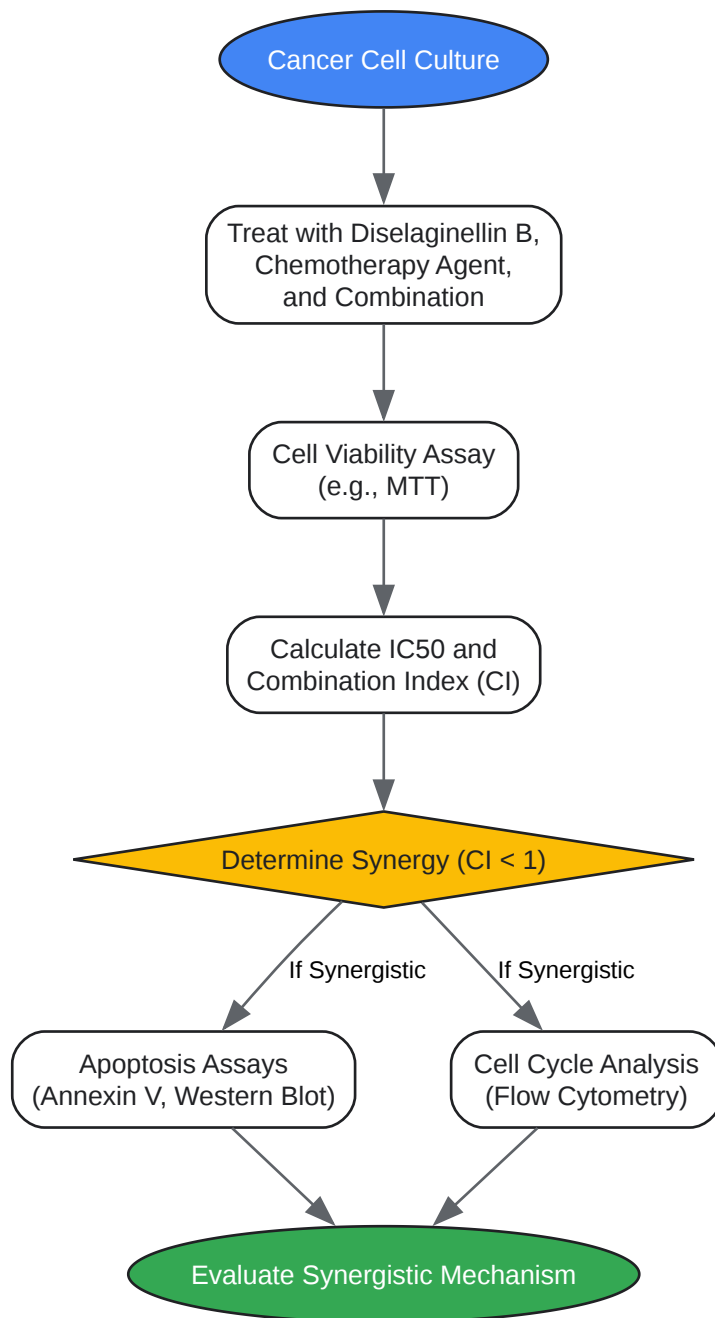 Cancer Cell Culture
Treat with Diselaginellin B,
Chemotherapy Agent,
and Combination
Cell Viability Assay
(e.g., MTT)
Calculate IC50 and
Combination Index (CI)
Determine Synergy (CI < 1)
If Synergistic
If Synergistic
Apoptosis Assays
(Annexin V, Western Blot)
Cell Cycle Analysis
(Flow Cytometry)
Evaluate Synergistic Mechanism